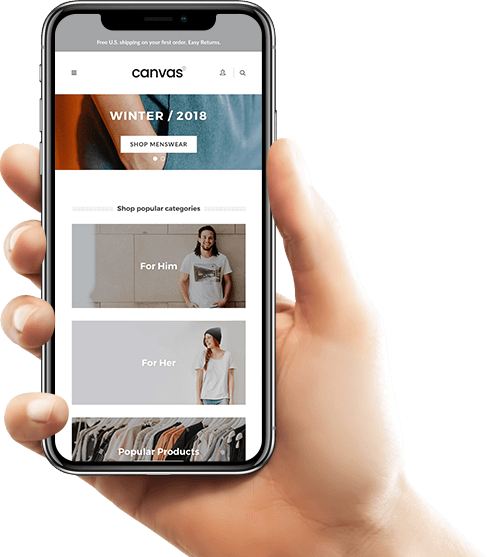 Free U.S. shipping on your first order. Easy Returns.
canvas
WINTER / 2018
SHOP MENSWEAR
Shop popular categories
For Him
For Her
Popular Products